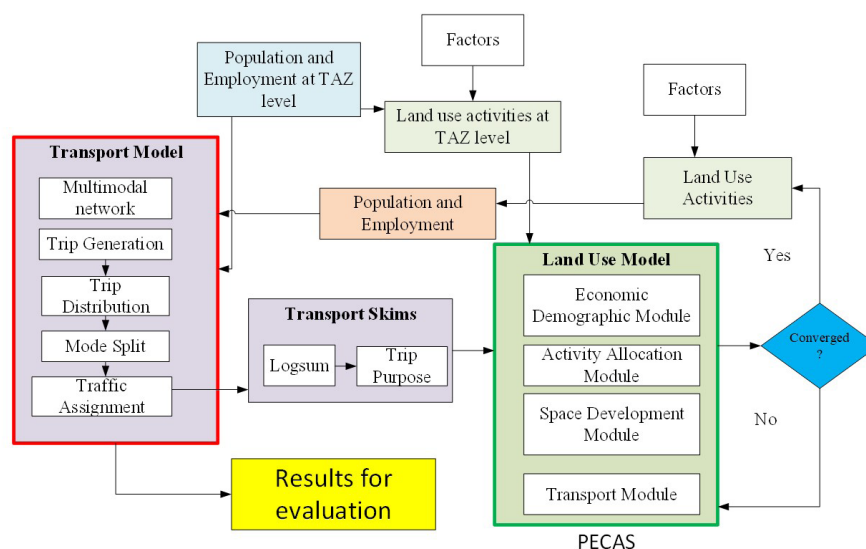 Population and
Employment at TAZ
level
Factors
Land use activities at
TAZ level
Factors
Transport Model
Multimodal
network
Trip Generation
Trip
Distribution
Mode Split
Traffic
Assignment
Population and
Employment
Land Use
Activities
Transport Skims
Logsum
Trip
Purpose
Land Use Model
Economic
Demographic Module
Activity Allocation
Module
Space Development
Module
Transport Module
PECAS
Yes
Converged
?
No
Results for
evaluation